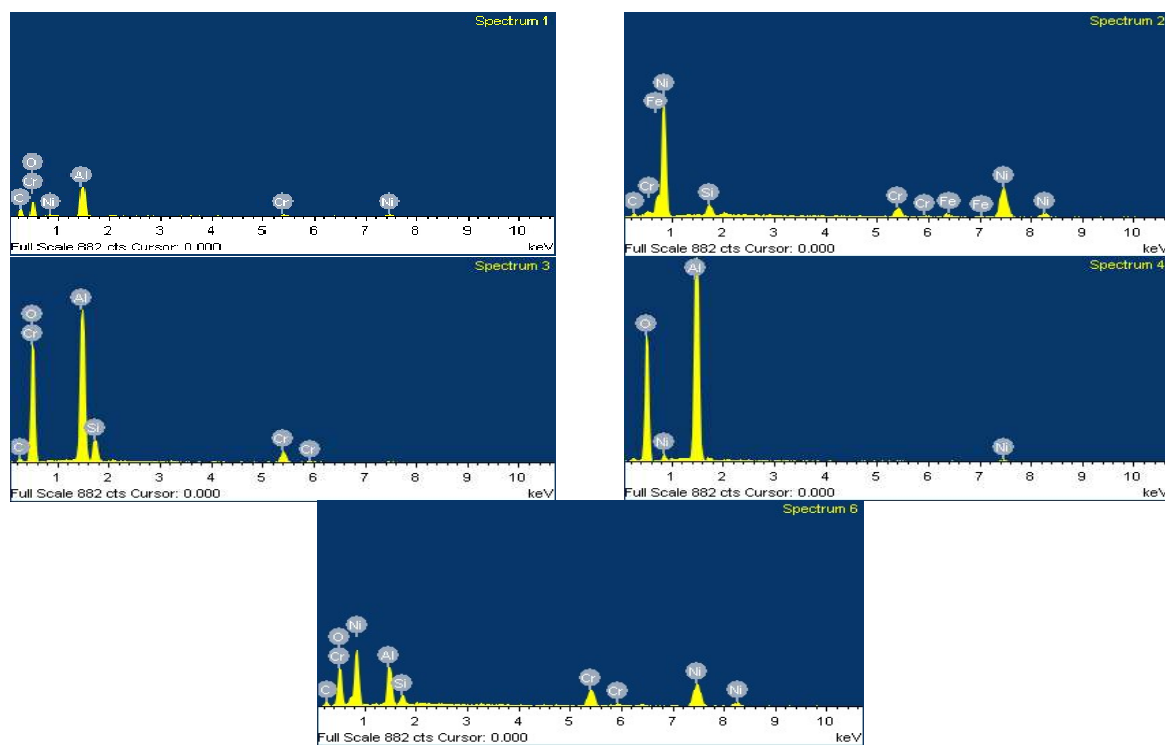 Spectrum 1
O
Cr
C
Ni
Al
Cr
Ni
1 2 3 4 5 6 7 8 9 10
Full Scale 882 cts Cursor: 0.000
keV
Spectrum 2
Ni
Fe
Cr
C
Si
Cr
Cr
Fe
Fe
Ni
Ni
1 2 3 4 5 6 7 8 9 10
Full Scale 882 cts Cursor: 0.000
keV
Spectrum 3
Al
O
Cr
C
Si
Cr
Cr
1 2 3 4 5 6 7 8 9 10
Full Scale 882 cts Cursor: 0.000
keV
Spectrum 4
Al
O
Ni
Ni
1 2 3 4 5 6 7 8 9 10
Full Scale 882 cts Cursor: 0.000
keV
Spectrum 6
Ni
O
Cr
Al
C
Si
Cr
Cr
Ni
Ni
1 2 3 4 5 6 7 8 9 10
Full Scale 882 cts Cursor: 0.000
keV